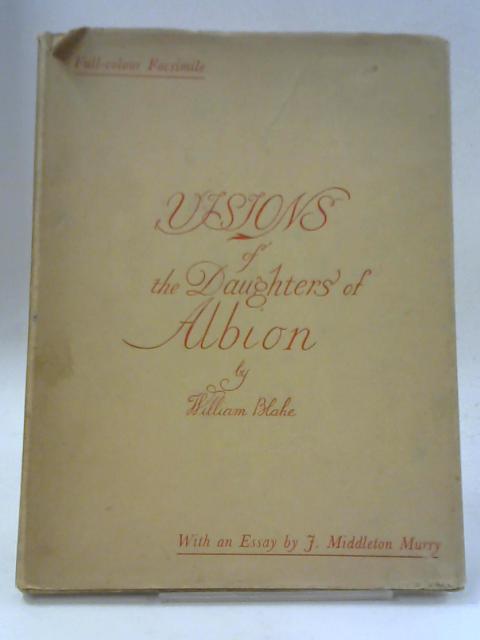 Full-colour Facsimile
VISIONS
of
the Daughters of
Albion
by
William Blake
With an Essay by J. Middleton Murry